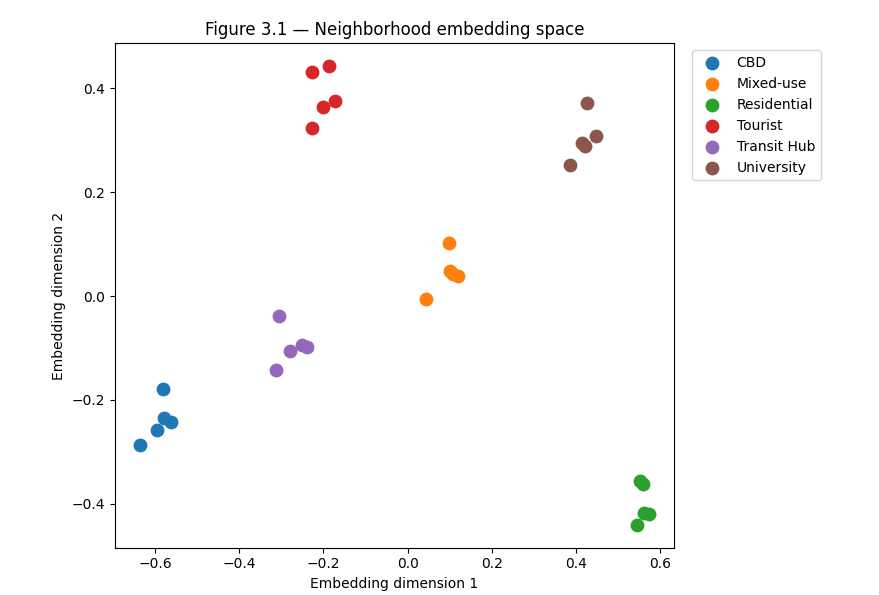 Figure 3.1 — Neighborhood embedding space
CBD
Mixed-use
Residential
Tourist
Transit Hub
University
Embedding dimension 2
0.4
0.2
0.0
−0.2
−0.4
−0.6
−0.4
−0.2
0.0
0.2
0.4
0.6
Embedding dimension 1